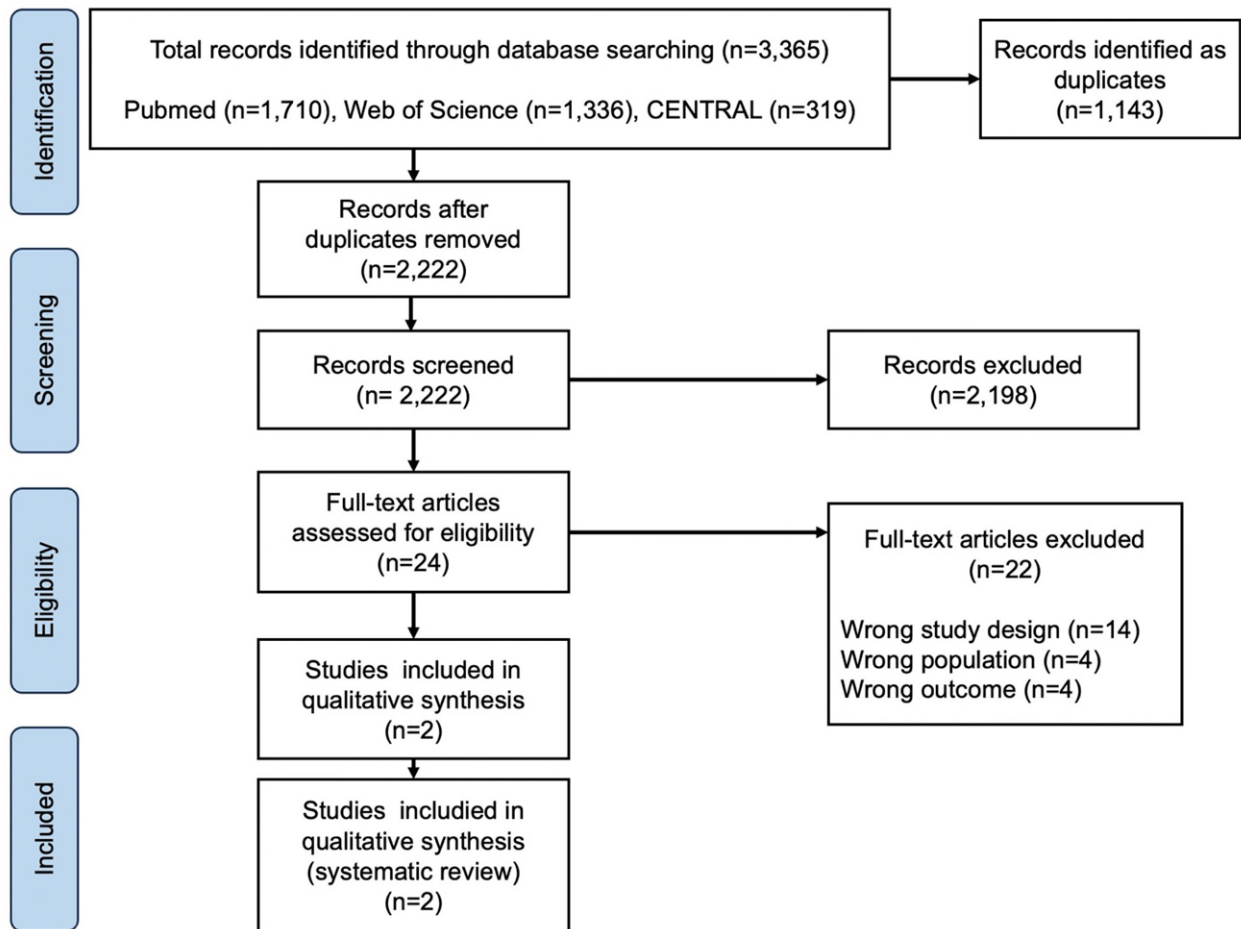 Identification
Total records identified through database searching (n=3,365)
Pubmed (n=1,710), Web of Science (n=1,336), CENTRAL (n=319)
Records identified as
duplicates
(n=1,143)
Records after
duplicates removed
(n=2,222)
Screening
Records screened
(n= 2,222)
Records excluded
(n=2,198)
Eligibility
Full-text articles
assessed for eligibility
(n=24)
Full-text articles excluded
(n=22)
Wrong study design (n=14)
Wrong population (n=4)
Wrong outcome (n=4)
Studies included in
qualitative synthesis
(n=2)
Included
Studies includied in
qualitative synthesis
(systematic review)
(n=2)